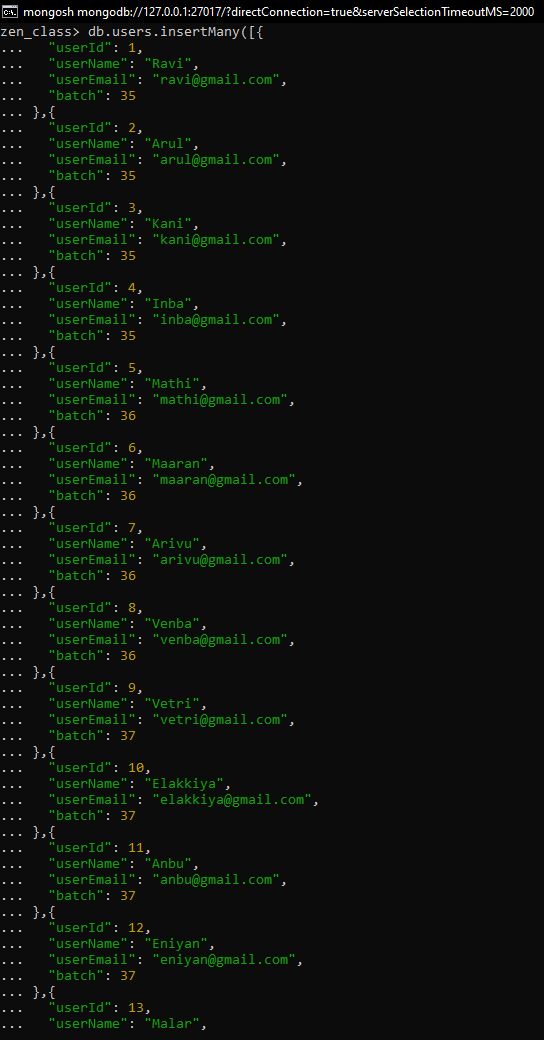 mongosh mongodb://127.0.0.1:27017/?directConnection=true&serverSelectionTimeoutMS=2000
zen_class> db.users.insertMany([{
...   "userId": 1,
...   "userName": "Ravi",
...   "userEmail": "ravi@gmail.com",
...   "batch": 35
... },{
...   "userId": 2,
...   "userName": "Arul",
...   "userEmail": "arul@gmail.com",
...   "batch": 35
... },{
...   "userId": 3,
...   "userName": "Kani",
...   "userEmail": "kani@gmail.com",
...   "batch": 35
... },{
...   "userId": 4,
...   "userName": "Inba",
...   "userEmail": "inba@gmail.com",
...   "batch": 35
... },{
...   "userId": 5,
...   "userName": "Mathi",
...   "userEmail": "mathi@gmail.com",
...   "batch": 36
... },{
...   "userId": 6,
...   "userName": "Maaran",
...   "userEmail": "maaran@gmail.com",
...   "batch": 36
... },{
...   "userId": 7,
...   "userName": "Arivu",
...   "userEmail": "arivu@gmail.com",
...   "batch": 36
... },{
...   "userId": 8,
...   "userName": "Venba",
...   "userEmail": "venba@gmail.com",
...   "batch": 36
... },{
...   "userId": 9,
...   "userName": "Vetri",
...   "userEmail": "vetri@gmail.com",
...   "batch": 37
... },{
...   "userId": 10,
...   "userName": "Elakkiya",
...   "userEmail": "elakkiya@gmail.com",
...   "batch": 37
... },{
...   "userId": 11,
...   "userName": "Anbu",
...   "userEmail": "anbu@gmail.com",
...   "batch": 37
... },{
...   "userId": 12,
...   "userName": "Eniyan",
...   "userEmail": "eniyan@gmail.com",
...   "batch": 37
... },{
...   "userId": 13,
...   "userName": "Malar",